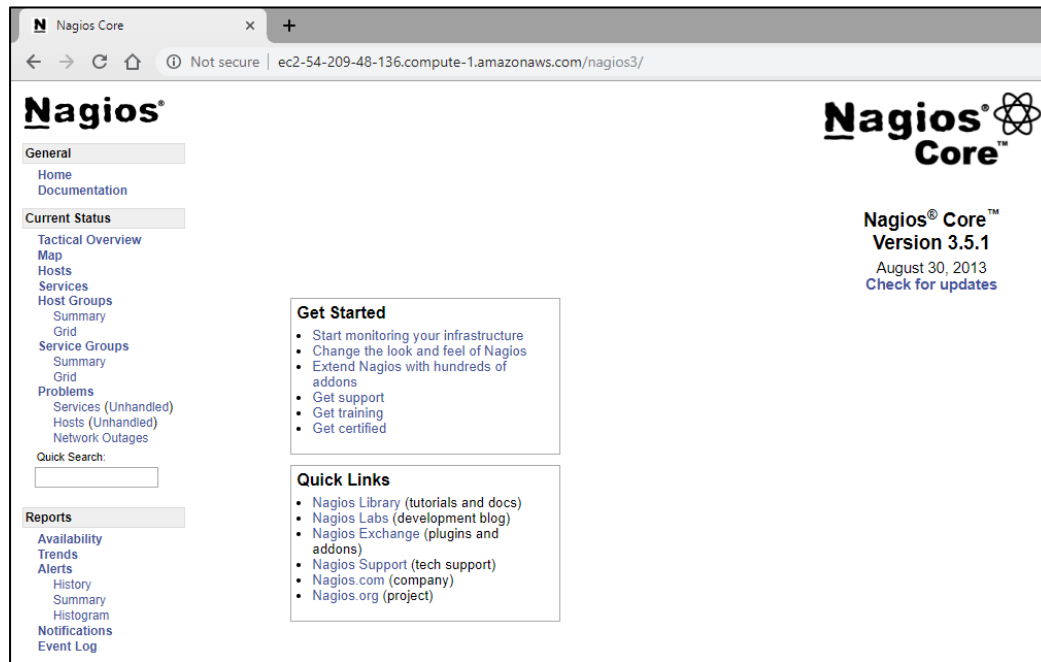 Nagios Core
Not secure | ec2-54-209-48-136.compute-1.amazonaws.com/nagios3/
Nagios®
General
Home
Documentation
Current Status
Tactical Overview
Map
Hosts
Services
Host Groups
Summary
Grid
Service Groups
Summary
Grid
Problems
Services (Unhandled)
Hosts (Unhandled)
Network Outages
Quick Search:
Reports
Availability
Trends
Alerts
History
Summary
Histogram
Notifications
Event Log
Get Started
• Start monitoring your infrastructure
• Change the look and feel of Nagios
• Extend Nagios with hundreds of
addons
• Get support
• Get training
• Get certified
Quick Links
• Nagios Library (tutorials and docs)
• Nagios Labs (development blog)
• Nagios Exchange (plugins and
addons)
• Nagios Support (tech support)
• Nagios.com (company)
• Nagios.org (project)
Nagios®
Core™
Nagios® Core™
Version 3.5.1
August 30, 2013
Check for updates